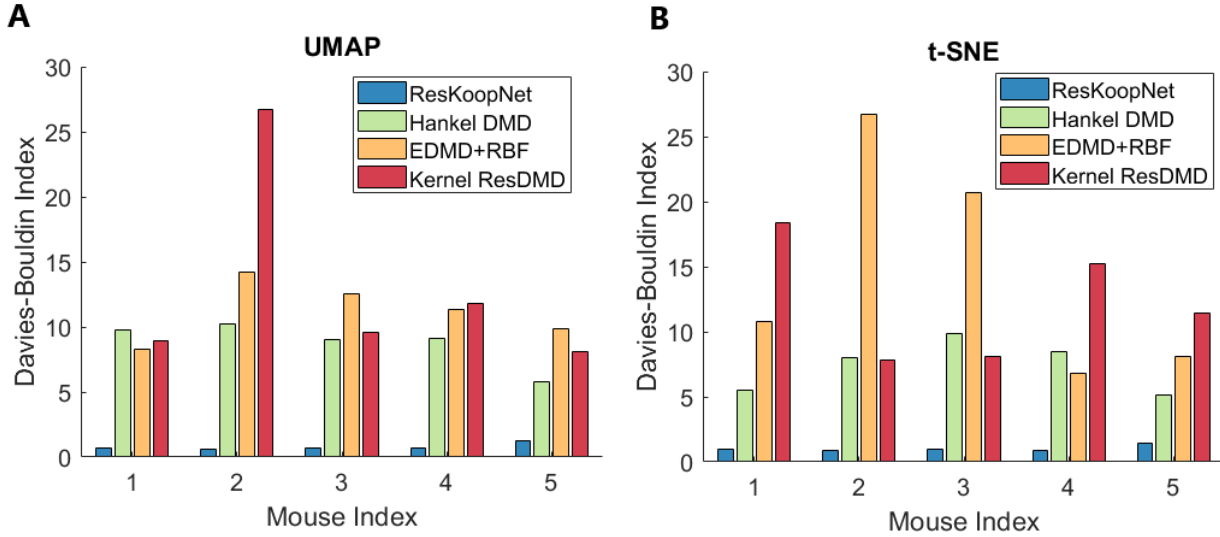 A
UMAP
30
25
20
15
10
5
0
Davies-Bouldin Index
ResKoopNet
Hankel DMD
EDMD+RBF
Kernel ResDMD
1 2 3 4 5
Mouse Index
B
t-SNE
30
25
20
15
10
5
0
Davies-Bouldin Index
ResKoopNet
Hankel DMD
EDMD+RBF
Kernel ResDMD
1 2 3 4 5
Mouse Index